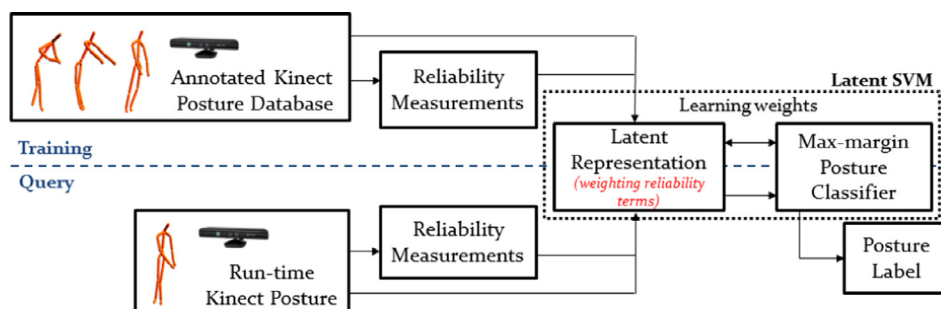 Annotated Kinect
Posture Database
Reliability
Measurements
Latent SVM
Learning weights
Latent
Representation
(weighting reliability
terms)
Max-margin
Posture
Classifier
Training
Query
Run-time
Kinect Posture
Reliability
Measurements
Posture
Label